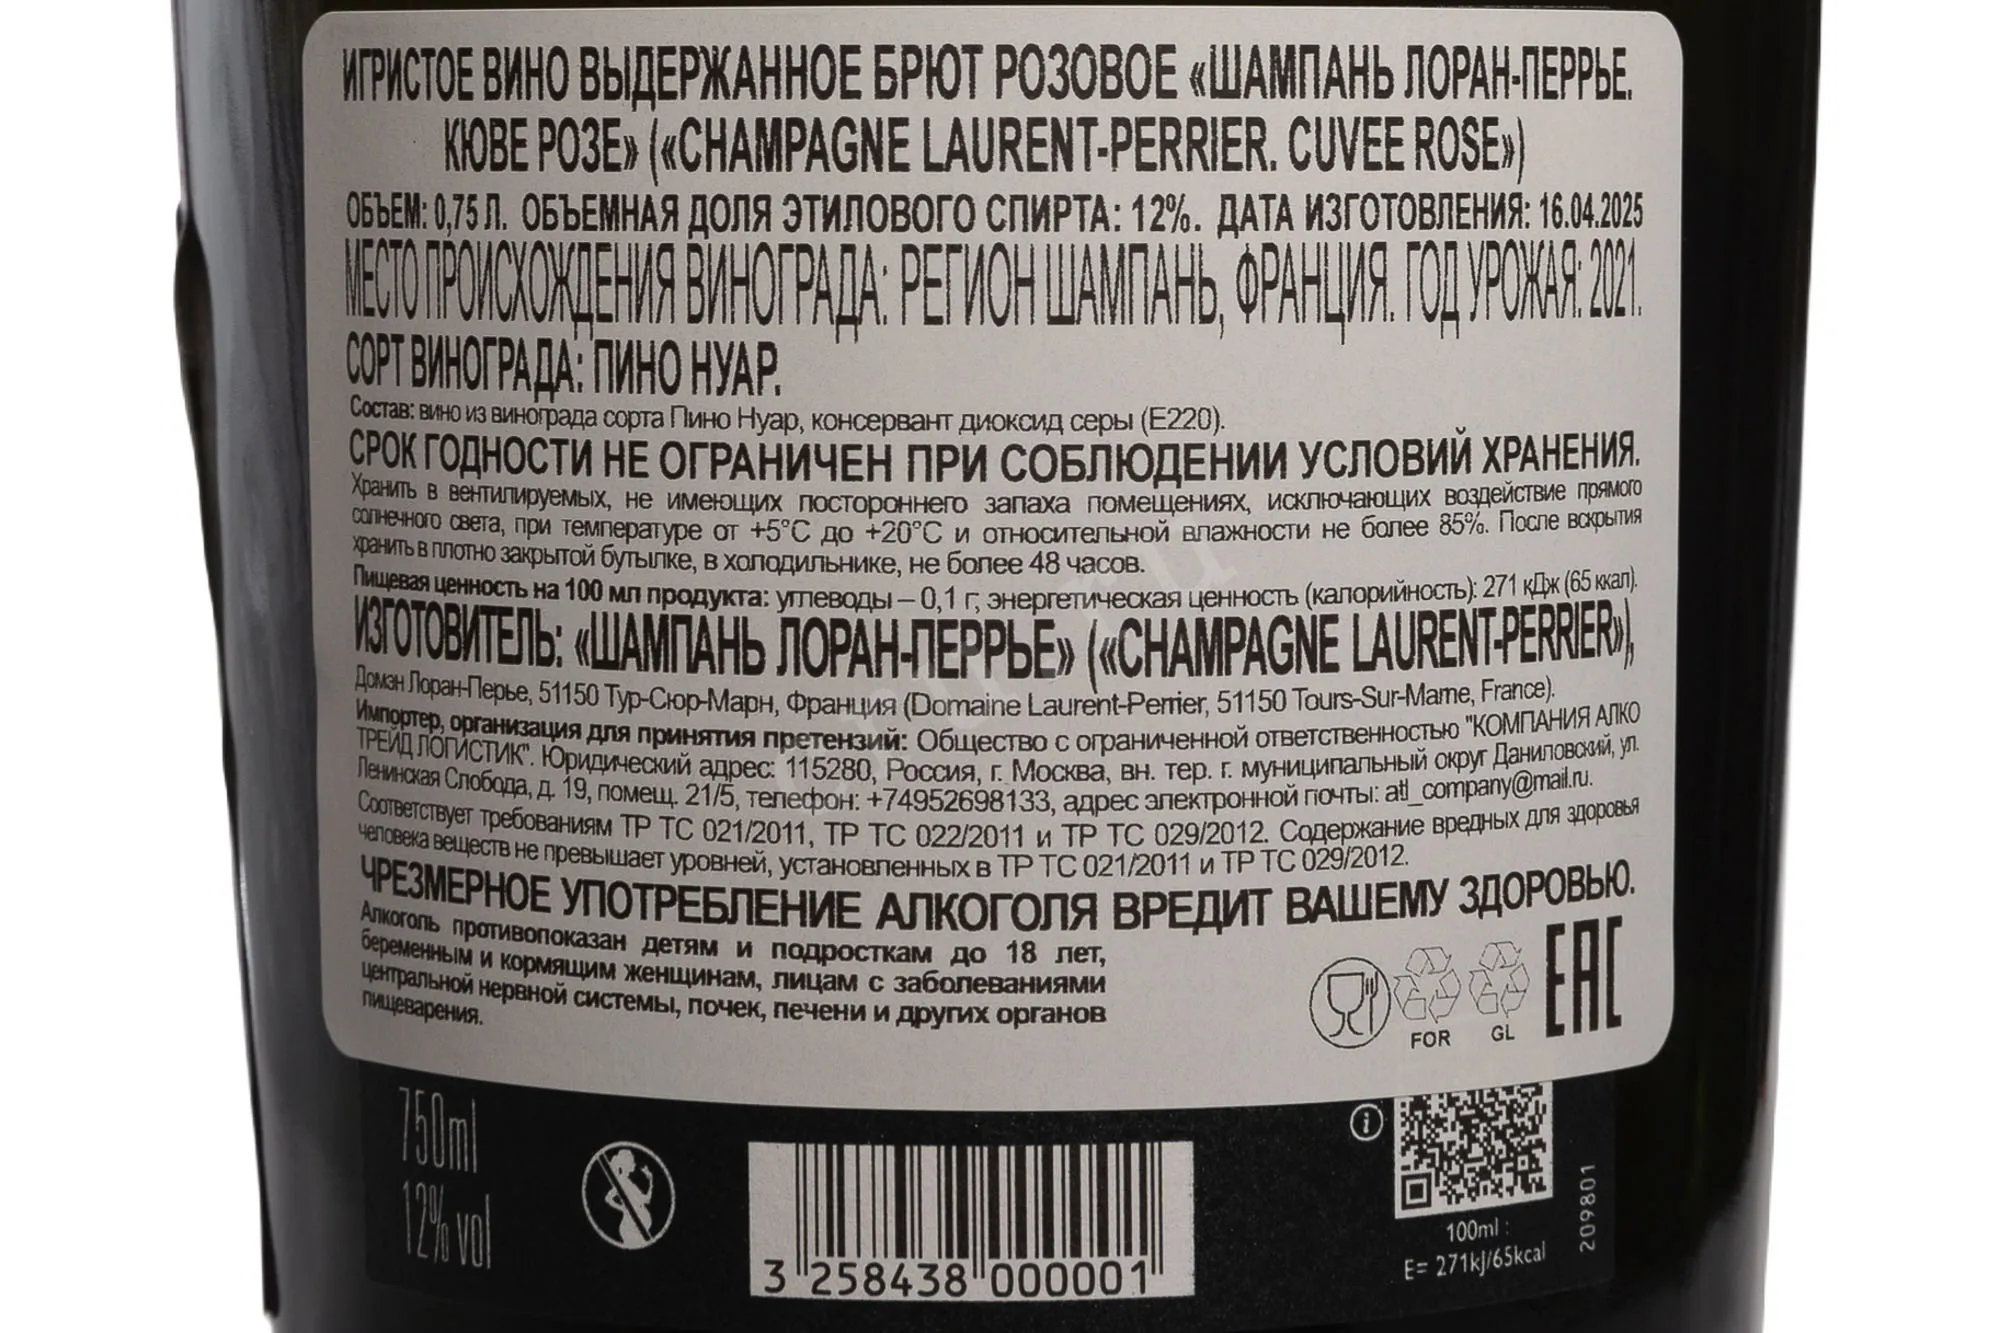 ИГРИСТОЕ ВИНО ВЫДЕРЖАННОЕ БРЮТ РОЗОВОЕ «ШАМПАНЬ ЛОРАН-ПЕРРЬЕ.
КЮВЕ РОЗЕ» («CHAMPAGNE LAURENT-PERRIER. CUVEE ROSE»)
ОБЪЕМ: 0,75 Л. ОБЪЕМНАЯ ДОЛЯ ЭТИЛОВОГО СПИРТА: 12%. ДАТА ИЗГОТОВЛЕНИЯ: 16.04.2025
МЕСТО ПРОИСХОЖДЕНИЯ ВИНОГРАДА: РЕГИОН ШАМПАНЬ, ФРАНЦИЯ. ГОД УРОЖАЯ: 2021.
СОРТ ВИНОГРАДА: ПИНО НУАР.
Состав: вино из винограда сорта Пино Нуар, консервант диоксид серы (Е220).
СРОК ГОДНОСТИ НЕ ОГРАНИЧЕН ПРИ СОБЛЮДЕНИИ УСЛОВИЙ ХРАНЕНИЯ.
Хранить в вентилируемых, не имеющих постороннего запаха помещениях, исключающих воздействие прямого
солнечного света, при температуре от +5°C до +20°C и относительной влажности не более 85%. После вскрытия
хранить в плотно закрытой бутылке, в холодильнике, не более 48 часов.
Пищевая ценность на 100 мл продукта: углеводы – 0,1 г, энергетическая ценность (калорийность): 271 кДж (65 ккал).
ИЗГОТОВИТЕЛЬ: «ШАМПАНЬ ЛОРАН-ПЕРРЬЕ» («CHAMPAGNE LAURENT-PERRIER»),
Домэн Лоран-Перье, 51150 Тур-Сюр-Марн, Франция (Domaine Laurent-Perrier, 51150 Tours-Sur-Marne, France).
Импортер, организация для принятия претензий: Общество с ограниченной ответственностью "КОМПАНИЯ АЛКО
ТРЕЙД ЛОГИСТИК". Юридический адрес: 115280, Россия, г. Москва, вн. тер. г. муниципальный округ Даниловский, ул.
Ленинская Слобода, д. 19, помещ. 21/5, телефон: +74952698133, адрес электронной почты: atl_company@mail.ru.
Соответствует требованиям ТР ТС 021/2011, ТР ТС 022/2011 и ТР ТС 029/2012. Содержание вредных для здоровья
человека веществ не превышает уровней, установленных в ТР ТС 021/2011 и ТР ТС 029/2012.
ЧРЕЗМЕРНОЕ УПОТРЕБЛЕНИЕ АЛКОГОЛЯ ВРЕДИТ ВАШЕМУ ЗДОРОВЬЮ.
Алкоголь противопоказан детям и подросткам до 18 лет,
беременным и кормящим женщинам, лицам с заболеваниями
центральной нервной системы, почек, печени и других органов
пищеварения.
FOR
GL
EAC
750ml
12% vol
3 258438 000001
i
100ml :
E= 271kJ/65kcal
209801